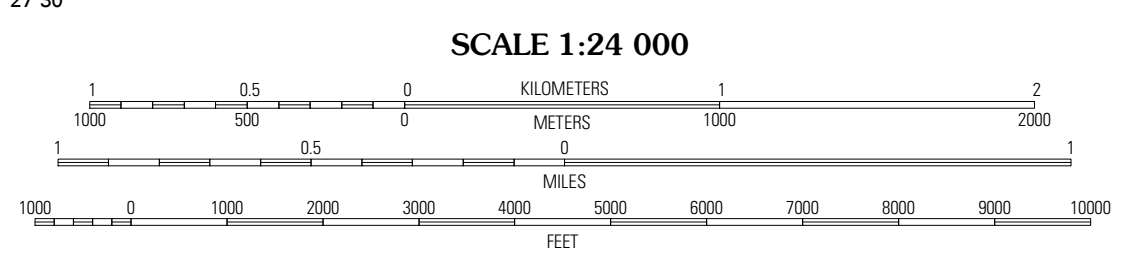 27'30"
SCALE 1:24 000
1 0.5 0 KILOMETERS 1 2
1000 500 0 METERS 1000 2000
1 0.5 0 1
MILES
1000 0 1000 2000 3000 4000 5000 6000 7000 8000 9000 10000
FEET